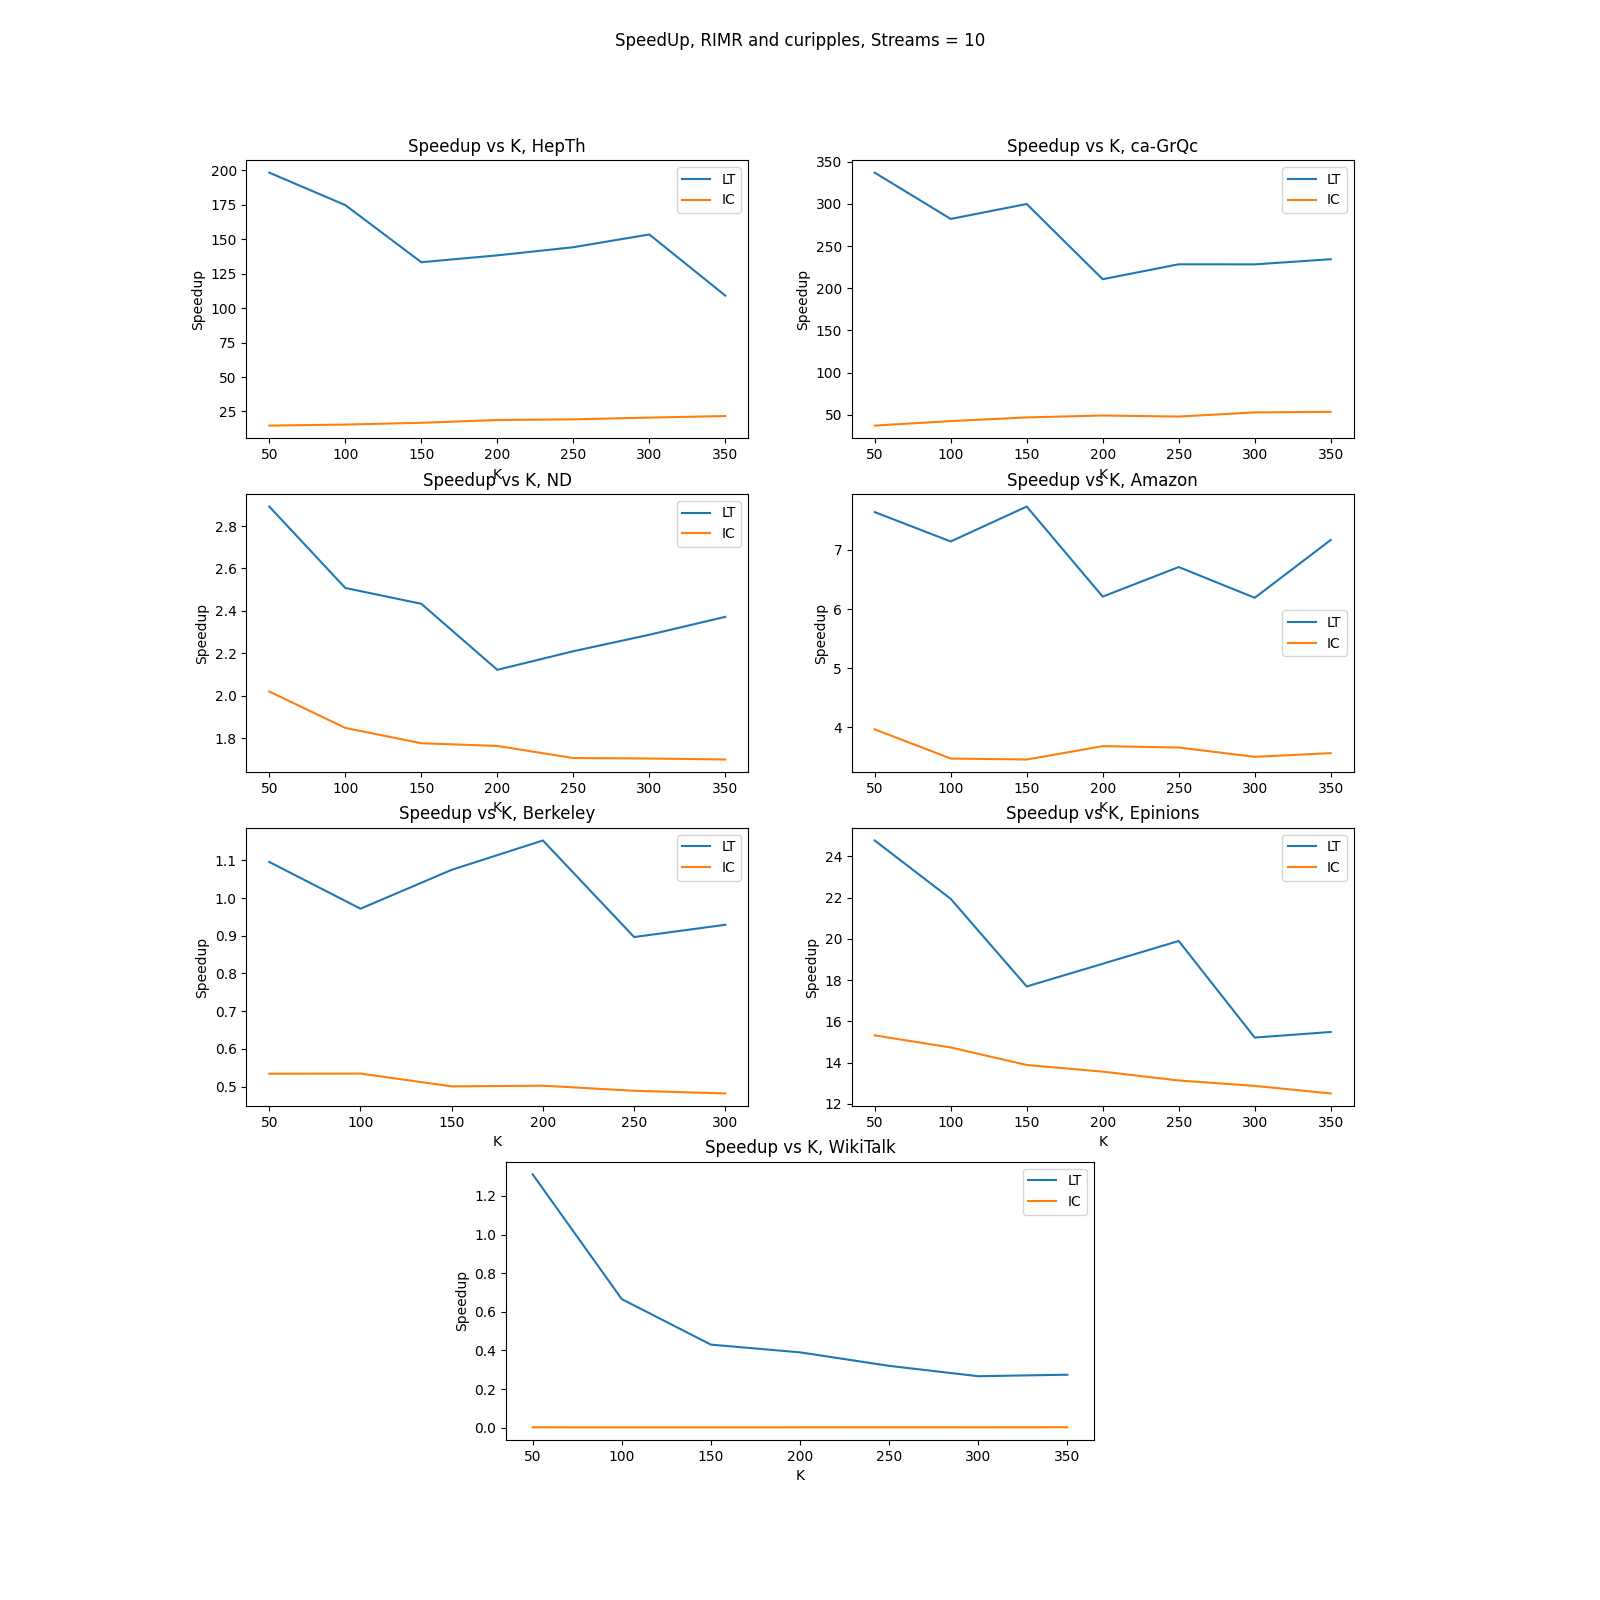 SpeedUp, RIMR and curipples, Streams = 10
Speedup vs K, HepTh
Speedup
200
175
150
125
100
75
50
25
LT
IC
50 100 150 200 250 300 350
K
Speedup vs K, ca-GrQc
Speedup
350
300
250
200
150
100
50
LT
IC
50 100 150 200 250 300 350
K
Speedup vs K, ND
Speedup
2.8
2.6
2.4
2.2
2.0
1.8
LT
IC
50 100 150 200 250 300 350
K
Speedup vs K, Amazon
Speedup
7
6
5
4
LT
IC
50 100 150 200 250 300 350
K
Speedup vs K, Berkeley
Speedup
1.1
1.0
0.9
0.8
0.7
0.6
0.5
LT
IC
50 100 150 200 250 300
K
Speedup vs K, Epinions
Speedup
24
22
20
18
16
14
12
LT
IC
50 100 150 200 250 300 350
K
Speedup vs K, WikiTalk
Speedup
1.2
1.0
0.8
0.6
0.4
0.2
0.0
LT
IC
50 100 150 200 250 300 350
K